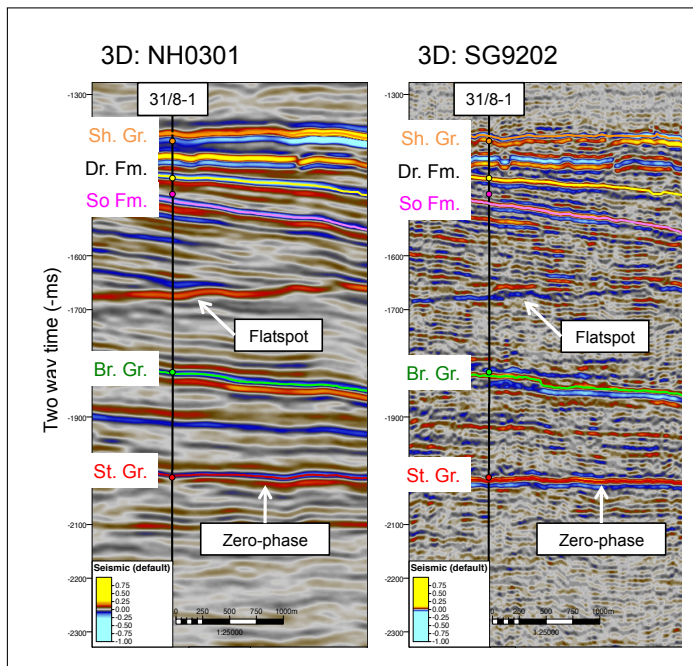 3D: NH0301
3D: SG9202
31/8-1
31/8-1
-1300
-1600
-1700
-1900
-2100
-2200
-2300
Two way time (-ms)
Sh. Gr.
Dr. Fm.
So Fm.
Flatspot
Br. Gr.
St. Gr.
Zero-phase
Seismic (default)
0.75
0.50
0.25
0.00
-0.25
-0.50
-0.75
-1.00
0 250 500 750 1000m
1:25000
-1300
-1600
-1700
-1900
-2100
-2200
-2300
Sh. Gr.
Dr. Fm.
So Fm.
Flatspot
Br. Gr.
St. Gr.
Zero-phase
Seismic (default)
0.75
0.50
0.25
0.00
-0.25
-0.50
-0.75
-1.00
0 250 500 750 1000m
1:25000